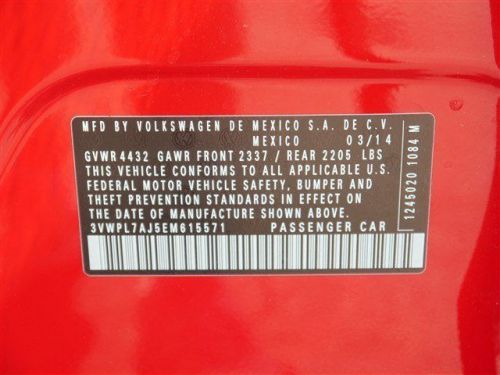 MFD BY VOLKSWAGEN DE MEXICO S.A. DE C.V.
MEXICO 03/14
GVWR 4432 GAWR FRONT 2337 / REAR 2205 LBS
THIS VEHICLE CONFORMS TO ALL APPLICABLE U.S.
FEDERAL MOTOR VEHICLE SAFETY, BUMPER AND
THEFT PREVENTION STANDARDS IN EFFECT ON
THE DATE OF MANUFACTURE SHOWN ABOVE.
3VWPL7AJ5EM615571 PASSENGER CAR
1245020 1084 M